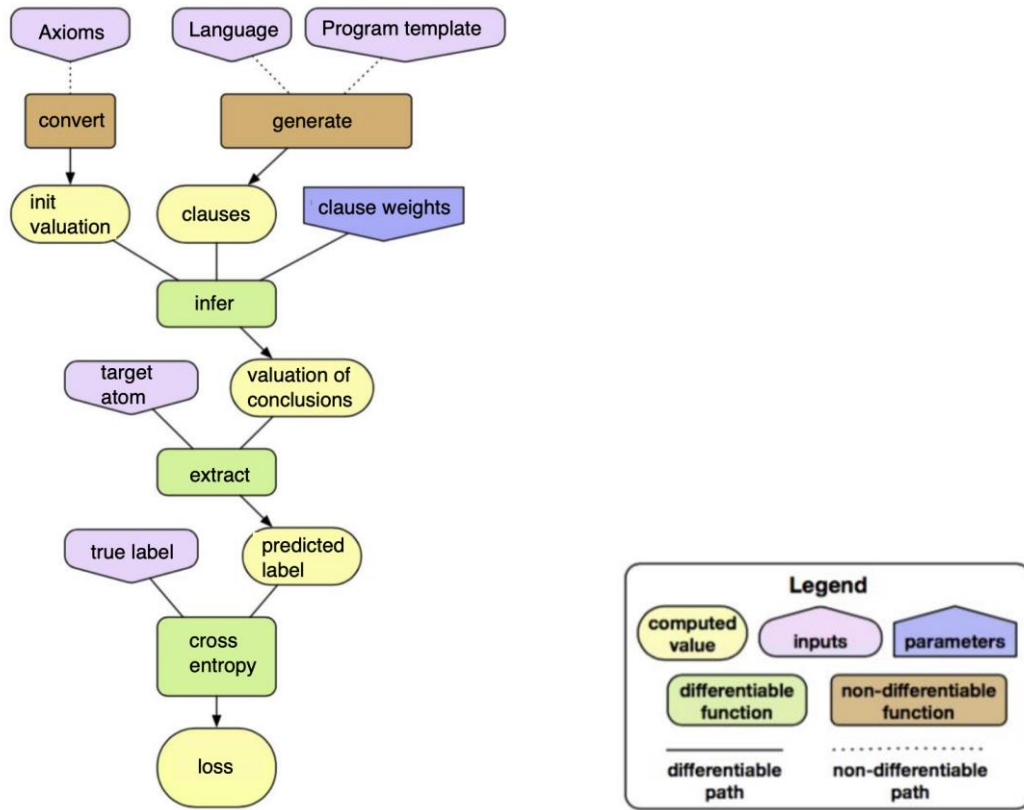 Axioms
Language
Program template
convert
generate
init
valuation
clauses
clause weights
infer
target
atom
valuation of
conclusions
extract
true label
predicted
label
cross
entropy
loss
Legend
computed
value
inputs
parameters
differentiable
function
non-differentiable
function
differentiable
path
non-differentiable
path